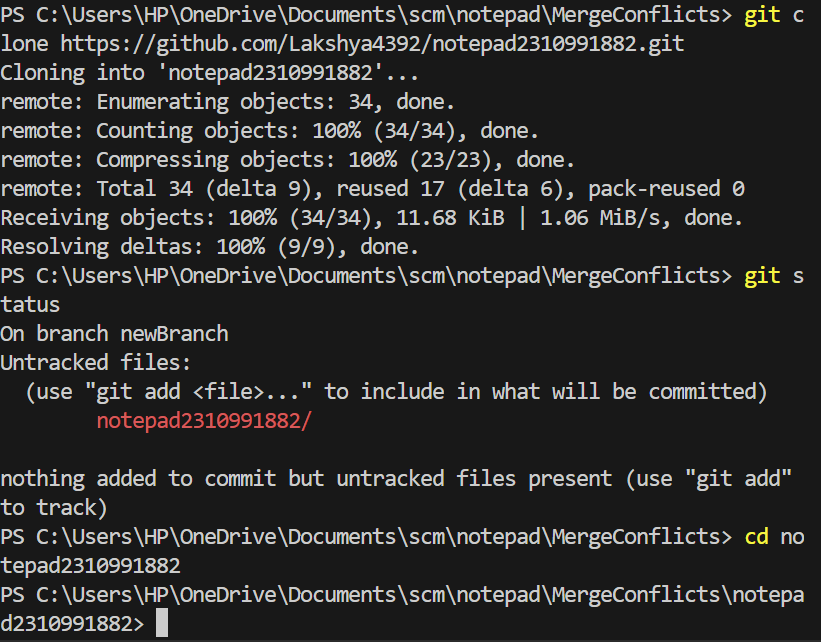 PS C:\Users\HP\OneDrive\Documents\scm\notepad\MergeConflicts> git c
lone https://github.com/Lakshya4392/notepad2310991882.git
Cloning into 'notepad2310991882'...
remote: Enumerating objects: 34, done.
remote: Counting objects: 100% (34/34), done.
remote: Compressing objects: 100% (23/23), done.
remote: Total 34 (delta 9), reused 17 (delta 6), pack-reused 0
Receiving objects: 100% (34/34), 11.68 KiB | 1.06 MiB/s, done.
Resolving deltas: 100% (9/9), done.
PS C:\Users\HP\OneDrive\Documents\scm\notepad\MergeConflicts> git s
tatus
On branch newBranch
Untracked files:
  (use "git add <file>..." to include in what will be committed)
        notepad2310991882/

nothing added to commit but untracked files present (use "git add"
to track)
PS C:\Users\HP\OneDrive\Documents\scm\notepad\MergeConflicts> cd no
tepad2310991882
PS C:\Users\HP\OneDrive\Documents\scm\notepad\MergeConflicts\notepa
d2310991882>